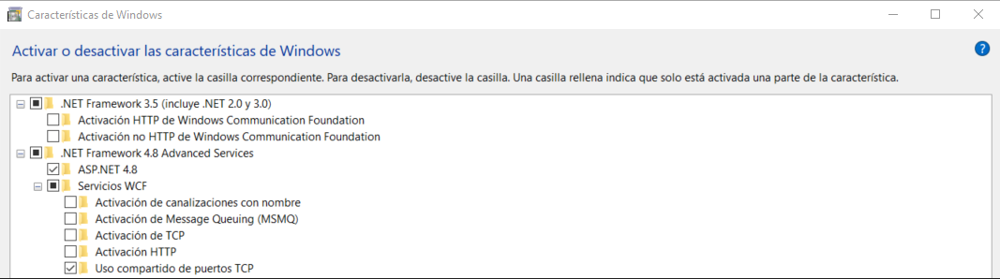 Características de Windows
Activar o desactivar las características de Windows
?
Para activar una característica, active la casilla correspondiente. Para desactivarla, desactive la casilla. Una casilla rellena indica que solo está activada una parte de la característica.
.NET Framework 3.5 (incluye .NET 2.0 y 3.0)
Activación HTTP de Windows Communication Foundation
Activación no HTTP de Windows Communication Foundation
.NET Framework 4.8 Advanced Services
ASP.NET 4.8
Servicios WCF
Activación de canalizaciones con nombre
Activación de Message Queuing (MSMQ)
Activación de TCP
Activación HTTP
Uso compartido de puertos TCP